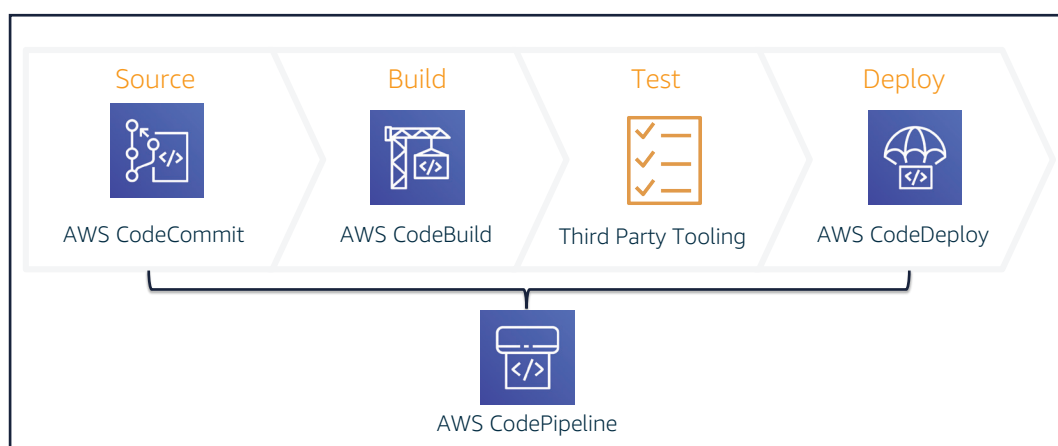 Source
Build
Test
Deploy
</>
</>
</>
AWS CodeCommit
AWS CodeBuild
Third Party Tooling
AWS CodeDeploy
</>
AWS CodePipeline